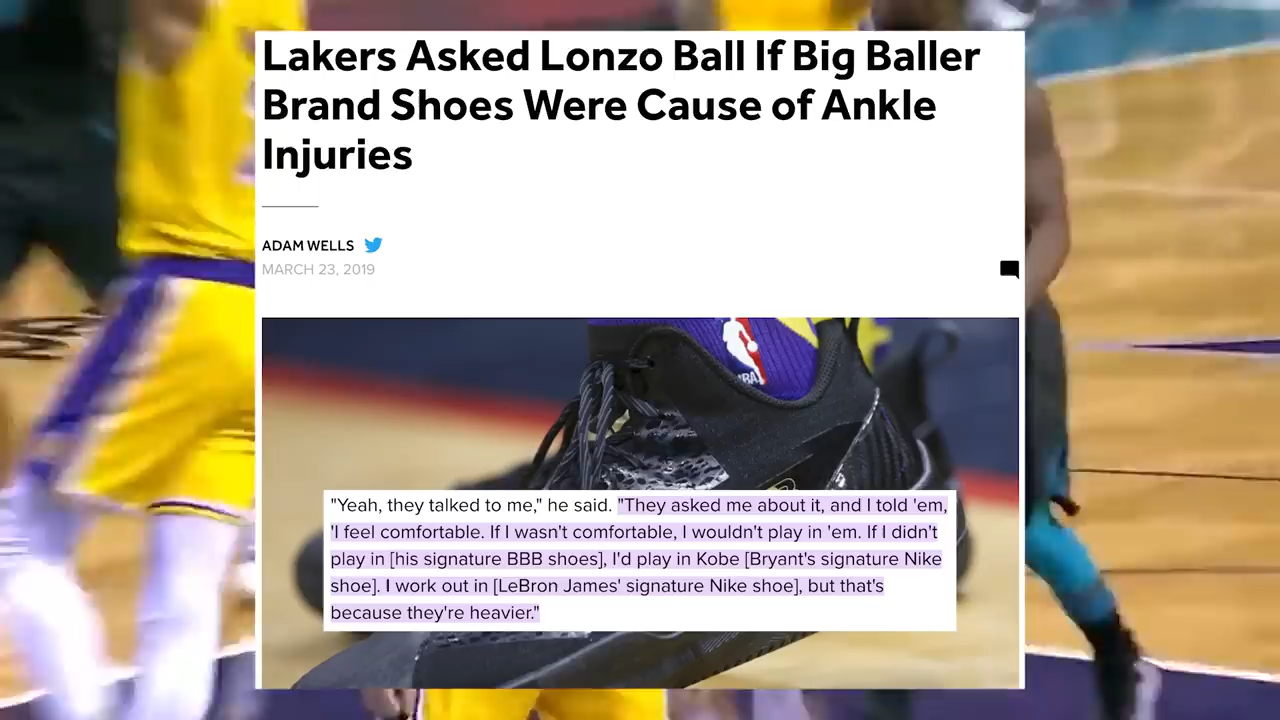 Lakers Asked Lonzo Ball If Big Baller
Brand Shoes Were Cause of Ankle
Injuries
ADAM WELLS
MARCH 23, 2019
"Yeah, they talked to me," he said. "They asked me about it, and I told 'em,
'I feel comfortable. If I wasn't comfortable, I wouldn't play in 'em. If I didn't
play in [his signature BBB shoes], I'd play in Kobe [Bryant's signature Nike
shoe]. I work out in [LeBron James' signature Nike shoe], but that's
because they're heavier."